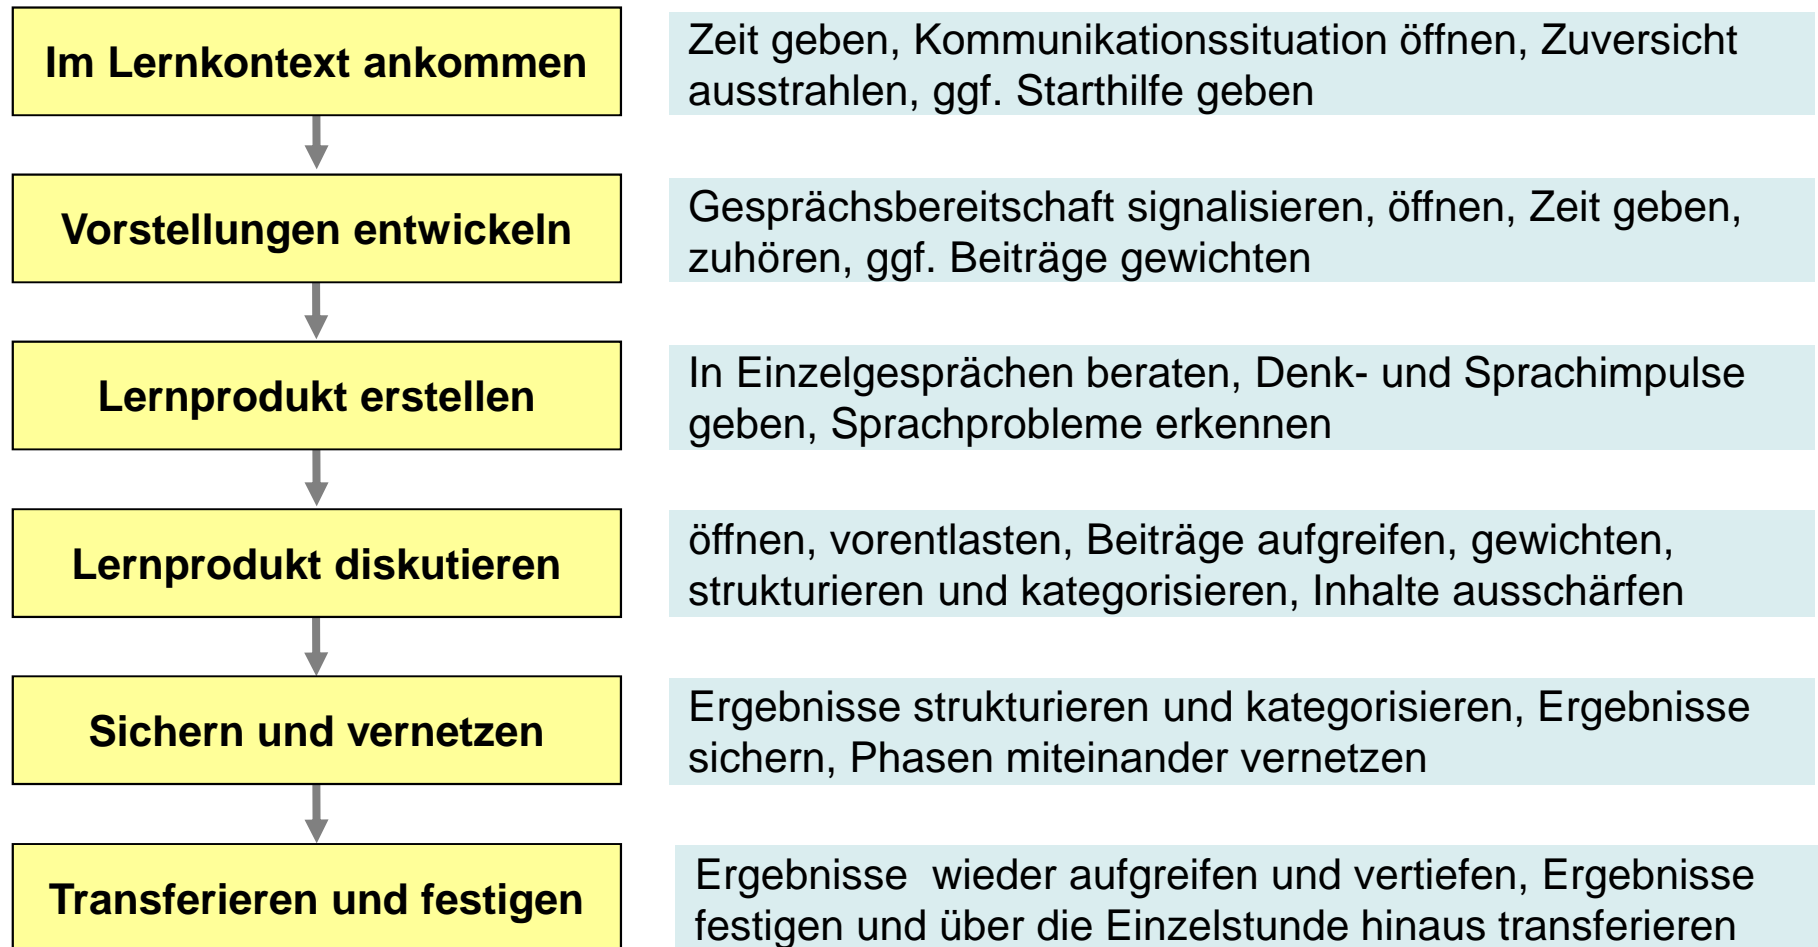 Im Lernkontext ankommen
Zeit geben, Kommunikationssituation öffnen, Zuversicht
ausstrahlen, ggf. Starthilfe geben
Vorstellungen entwickeln
Gesprächsbereitschaft signalisieren, öffnen, Zeit geben,
zuhören, ggf. Beiträge gewichten
Lernprodukt erstellen
In Einzelgesprächen beraten, Denk- und Sprachimpulse
geben, Sprachprobleme erkennen
Lernprodukt diskutieren
öffnen, vorentlasten, Beiträge aufgreifen, gewichten,
strukturieren und kategorisieren, Inhalte ausschärfen
Sichern und vernetzen
Ergebnisse strukturieren und kategorisieren, Ergebnisse
sichern, Phasen miteinander vernetzen
Transferieren und festigen
Ergebnisse  wieder aufgreifen und vertiefen, Ergebnisse
festigen und über die Einzelstunde hinaus transferieren